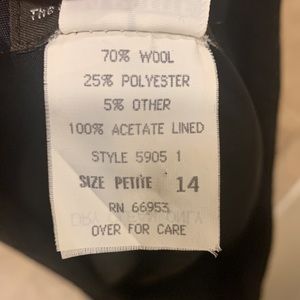 THE
70% WOOL
25% POLYESTER
5% OTHER
100% ACETATE LINED
STYLE 5905 1
SIZE PETITE 14
RN 66953
OVER FOR CARE